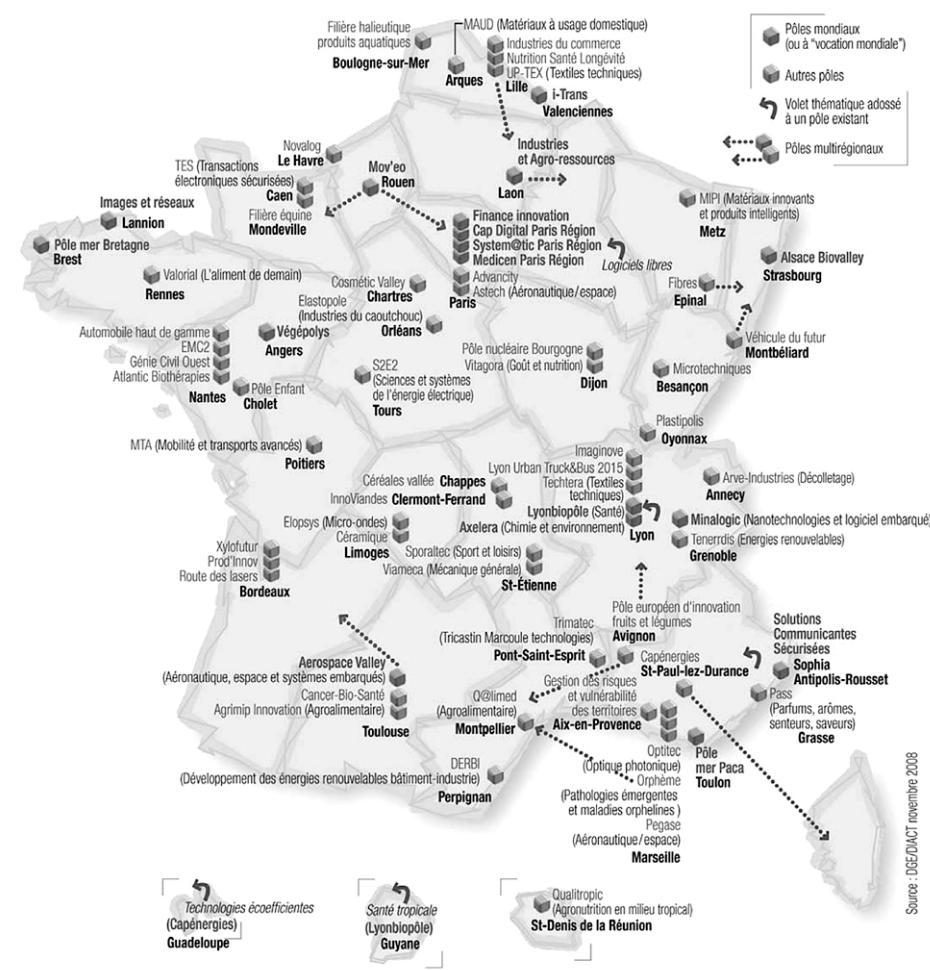 Filière halieutique
produits aquatiques
Boulogne-sur-Mer
MAUD (Matériaux à usage domestique)
Arques
Industries du commerce
Nutrition Santé Longévité
UP-TEX (Textiles techniques)
Lille
i-Trans
Valenciennes
Pôles mondiaux
(ou à “vocation mondiale”)
Autres pôles
Volet thématique adossé
à un pôle existant
Pôles multirégionaux
Novalog
Le Havre
TES (Transactions
électroniques sécurisées)
Caen
Filière équine
Mondeville
Mov'eo
Rouen
Industries
et Agro-ressources
Laon
MIPI (Matériaux innovants
et produits intelligents)
Metz
Images et réseaux
Lannion
Pôle mer Bretagne
Brest
Valorial (L'aliment de demain)
Rennes
Finance innovation
Cap Digital Paris Région
System@tic Paris Région
Medicen Paris Région
Logiciels libres
Advancity
Astech (Aéronautique/espace)
Paris
Alsace Biovalley
Strasbourg
Fibres
Epinal
Cosmétic Valley
Chartres
Elastopole
(Industries du caoutchouc)
Orléans
Automobile haut de gamme
EMC2
Génie Civil Ouest
Atlantic Biothérapies
Nantes
Végépolys
Angers
Pôle Enfant
Cholet
S2E2
(Sciences et systèmes
de l'énergie électrique)
Tours
Pôle nucléaire Bourgogne
Vitagora (Goût et nutrition)
Dijon
Véhicule du futur
Montbéliard
Microtechniques
Besançon
Plastipolis
Oyonnax
MTA (Mobilité et transports avancés)
Poitiers
Imaginove
Lyon Urban Truck&Bus 2015
Techtera (Textiles
techniques)
Lyonbiopôle (Santé)
Axelera (Chimie et environnement)
Lyon
Arve-Industries (Décolletage)
Annecy
Céréales vallée Chappes
InnoViandes Clermont-Ferrand
Minalogic (Nanotechnologies et logiciel embarqué)
Tenerrdis (Energies renouvelables)
Grenoble
Elopsys (Micro-ondes)
Céramique
Limoges
Sporaltec (Sport et loisirs)
Viameca (Mécanique générale)
St-Étienne
Xylofutur
Prod'Innov
Route des lasers
Bordeaux
Pôle européen d'innovation
fruits et légumes
Avignon
Trimatec
(Tricastin Marcoule technologies)
Pont-Saint-Esprit
Solutions
Communicantes
Sécurisées
Sophia
Antipolis-Rousset
Capénergies
St-Paul-lez-Durance
Aerospace Valley
(Aéronautique, espace et systèmes embarqués)
Cancer-Bio-Santé
Agrimip Innovation (Agroalimentaire)
Toulouse
Gestion des risques
et vulnérabilité
des territoires
Aix-en-Provence
Q@limed
(Agroalimentaire)
Montpellier
Pass
(Parfums, arômes,
senteurs, saveurs)
Grasse
Pôle
mer Paca
Toulon
Optitec
(Optique photonique)
Orphème
(Pathologies émergentes
et maladies orphelines )
Pegase
(Aéronautique/espace)
Marseille
DERBI
(Développement des énergies renouvelables bâtiment-industrie)
Perpignan
Technologies écoefficientes
(Capénergies)
Guadeloupe
Santé tropicale
(Lyonbiopôle)
Guyane
Qualitropic
(Agronutrition en milieu tropical)
St-Denis de la Réunion
Source : DGE/DIACT novembre 2008